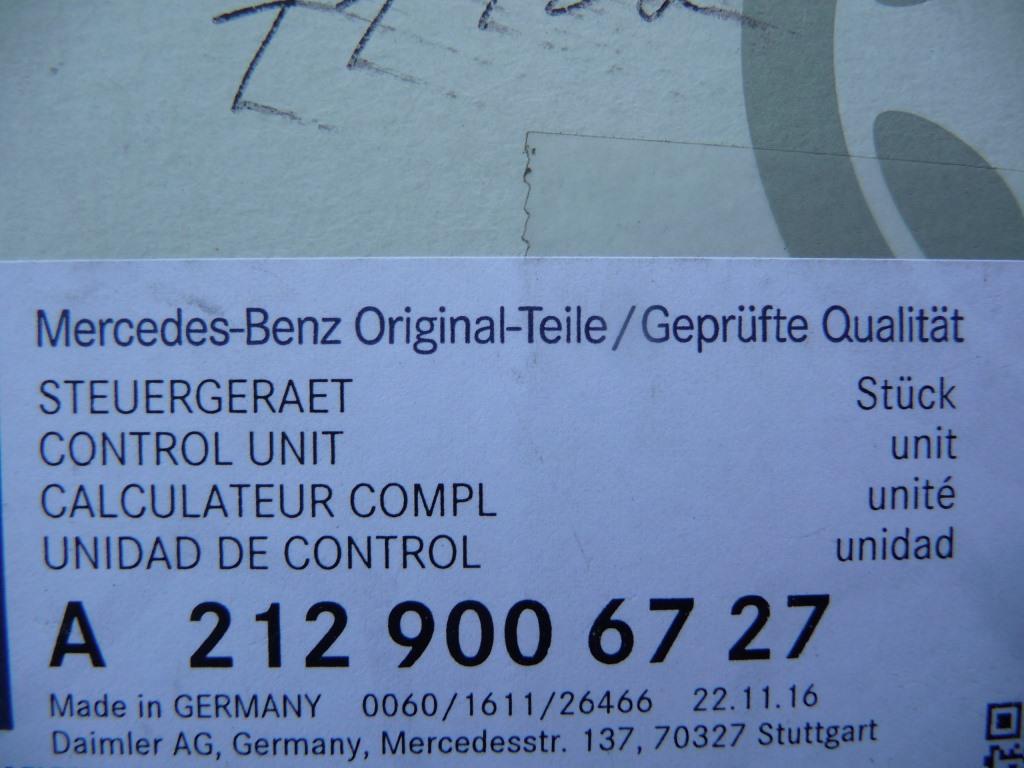 Mercedes-Benz Original-Teile/Geprüfte Qualität
STEUERGERAET Stück
CONTROL UNIT unit
CALCULATEUR COMPL unité
UNIDAD DE CONTROL unidad
A 212 900 67 27
Made in GERMANY 0060/1611/26466 22.11.16
Daimler AG, Germany, Mercedesstr. 137, 70327 Stuttgart